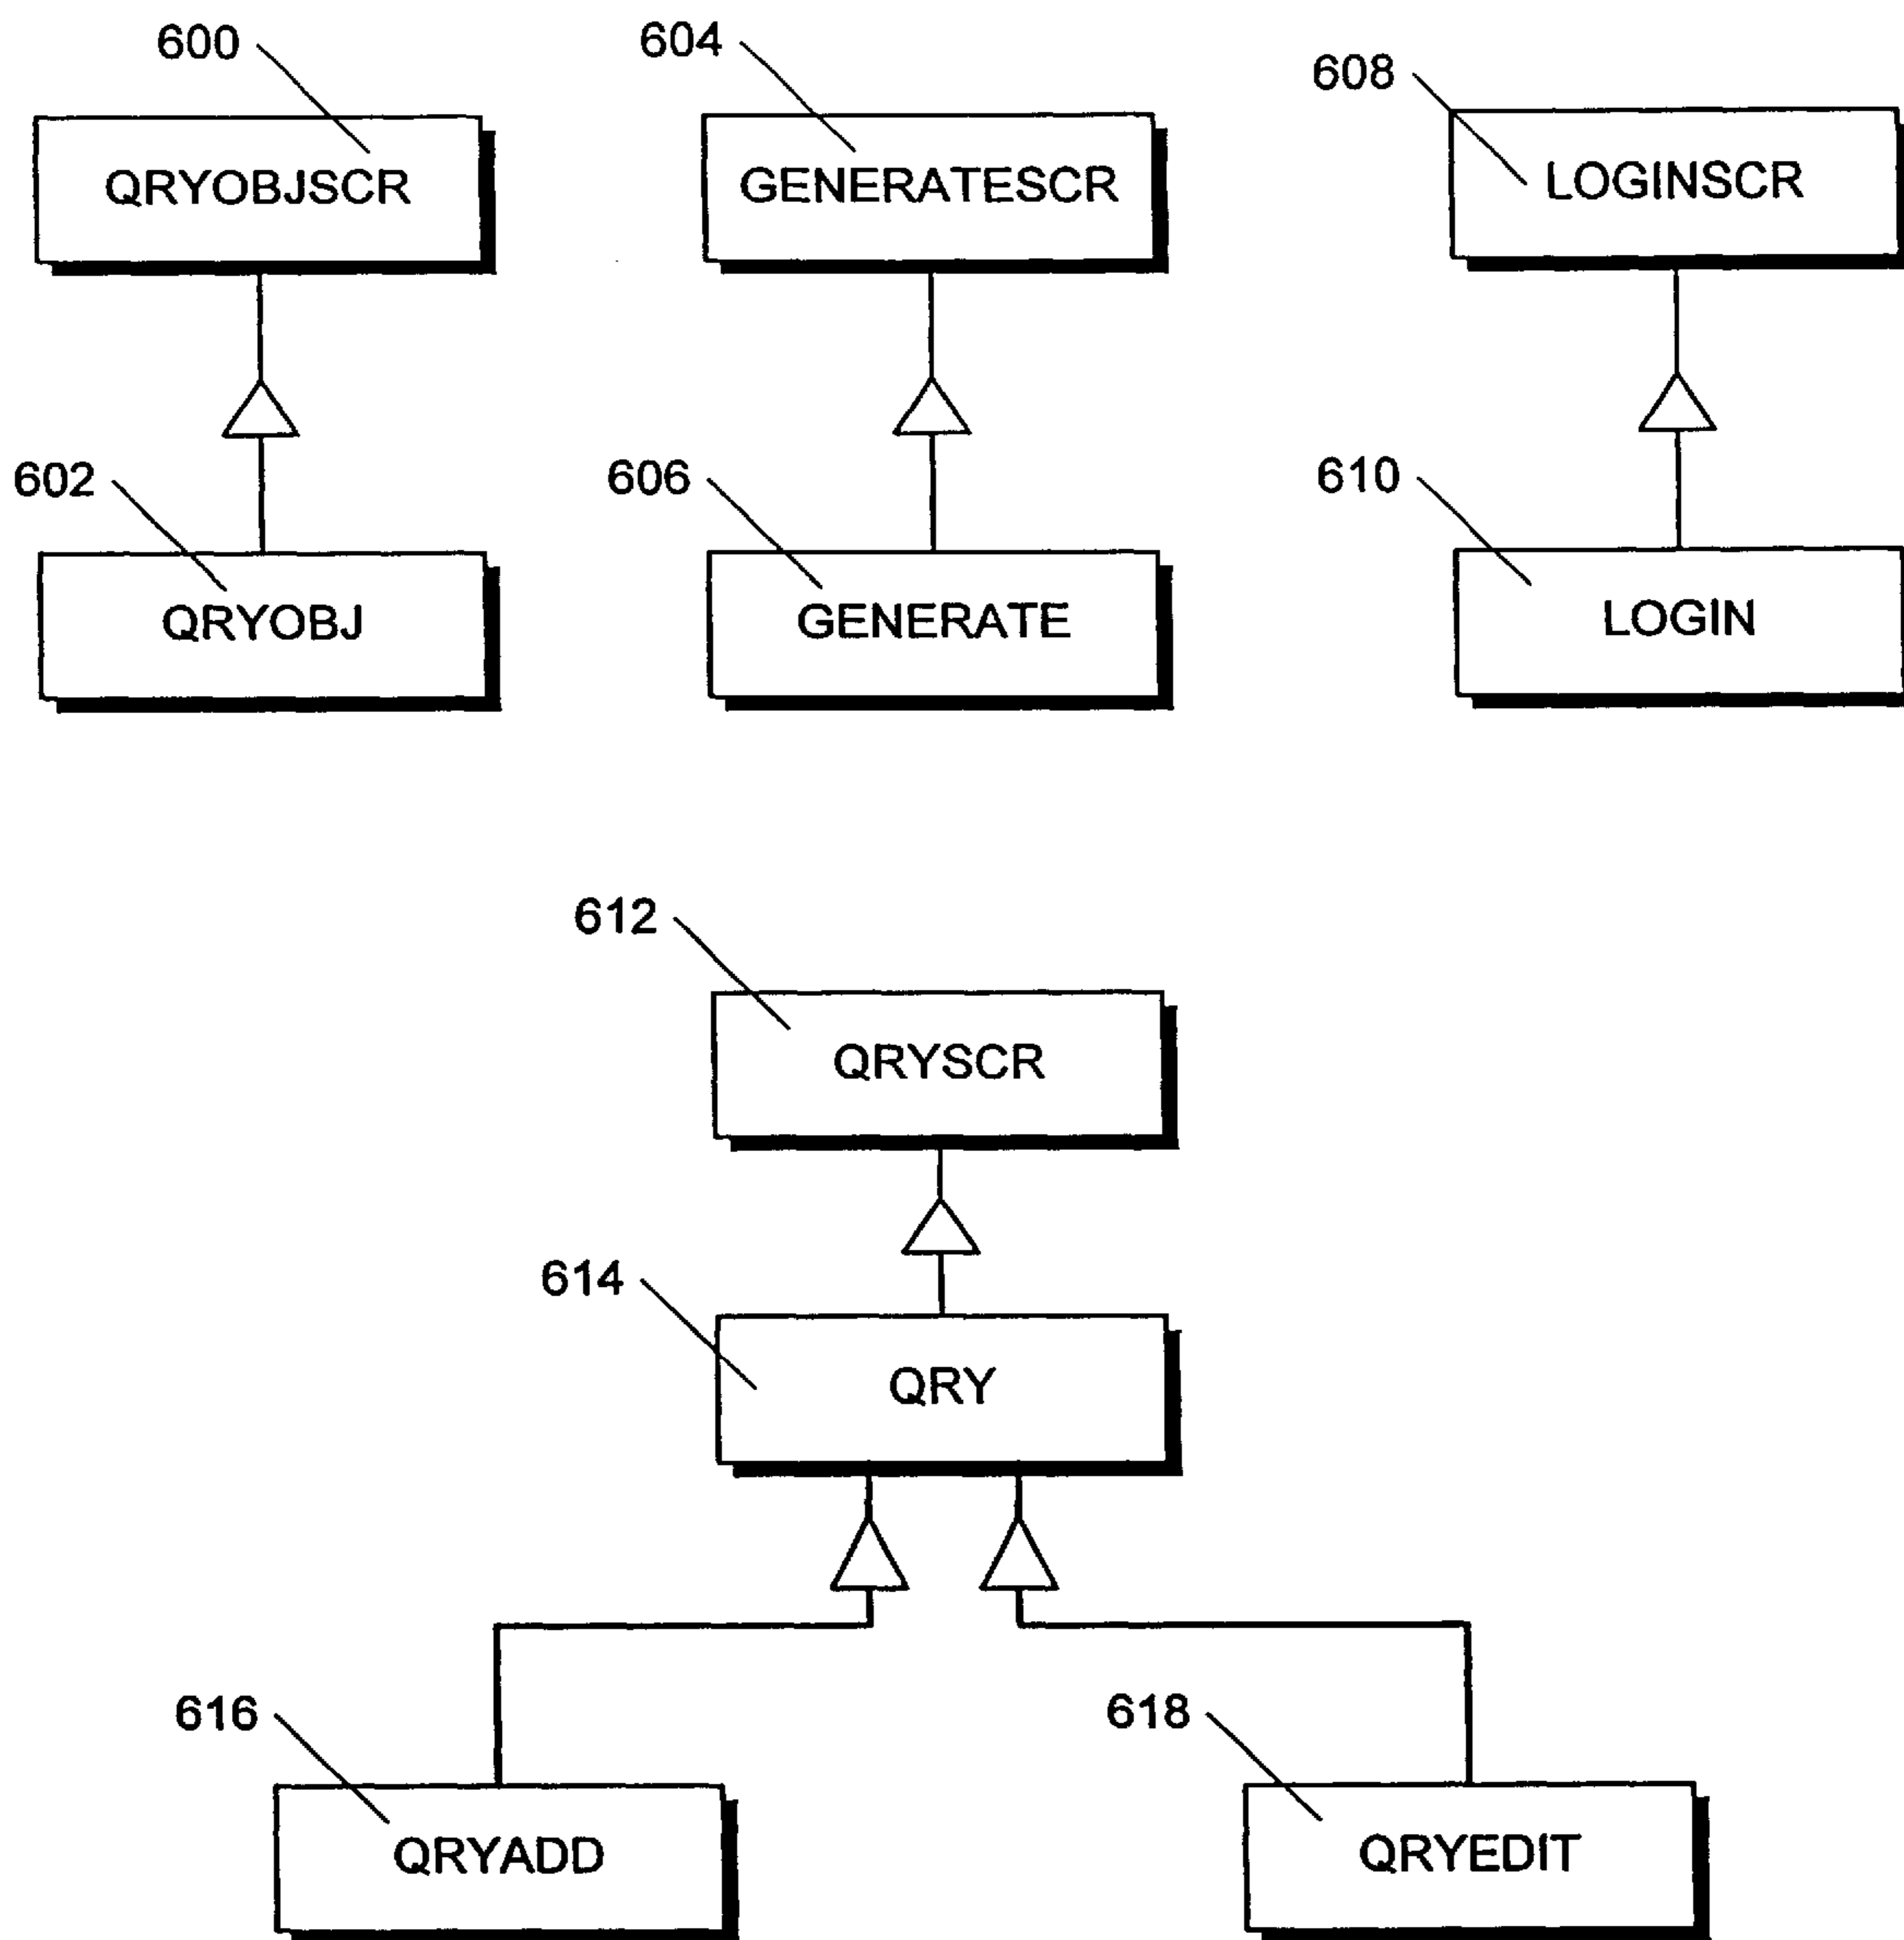 600
604
608
QRYOBJSCR
GENERATESCR
LOGINSCR
602
606
610
QRYOBJ
GENERATE
LOGIN
612
QRYSCR
614
QRY
616
618
QRYADD
QRYEDIT